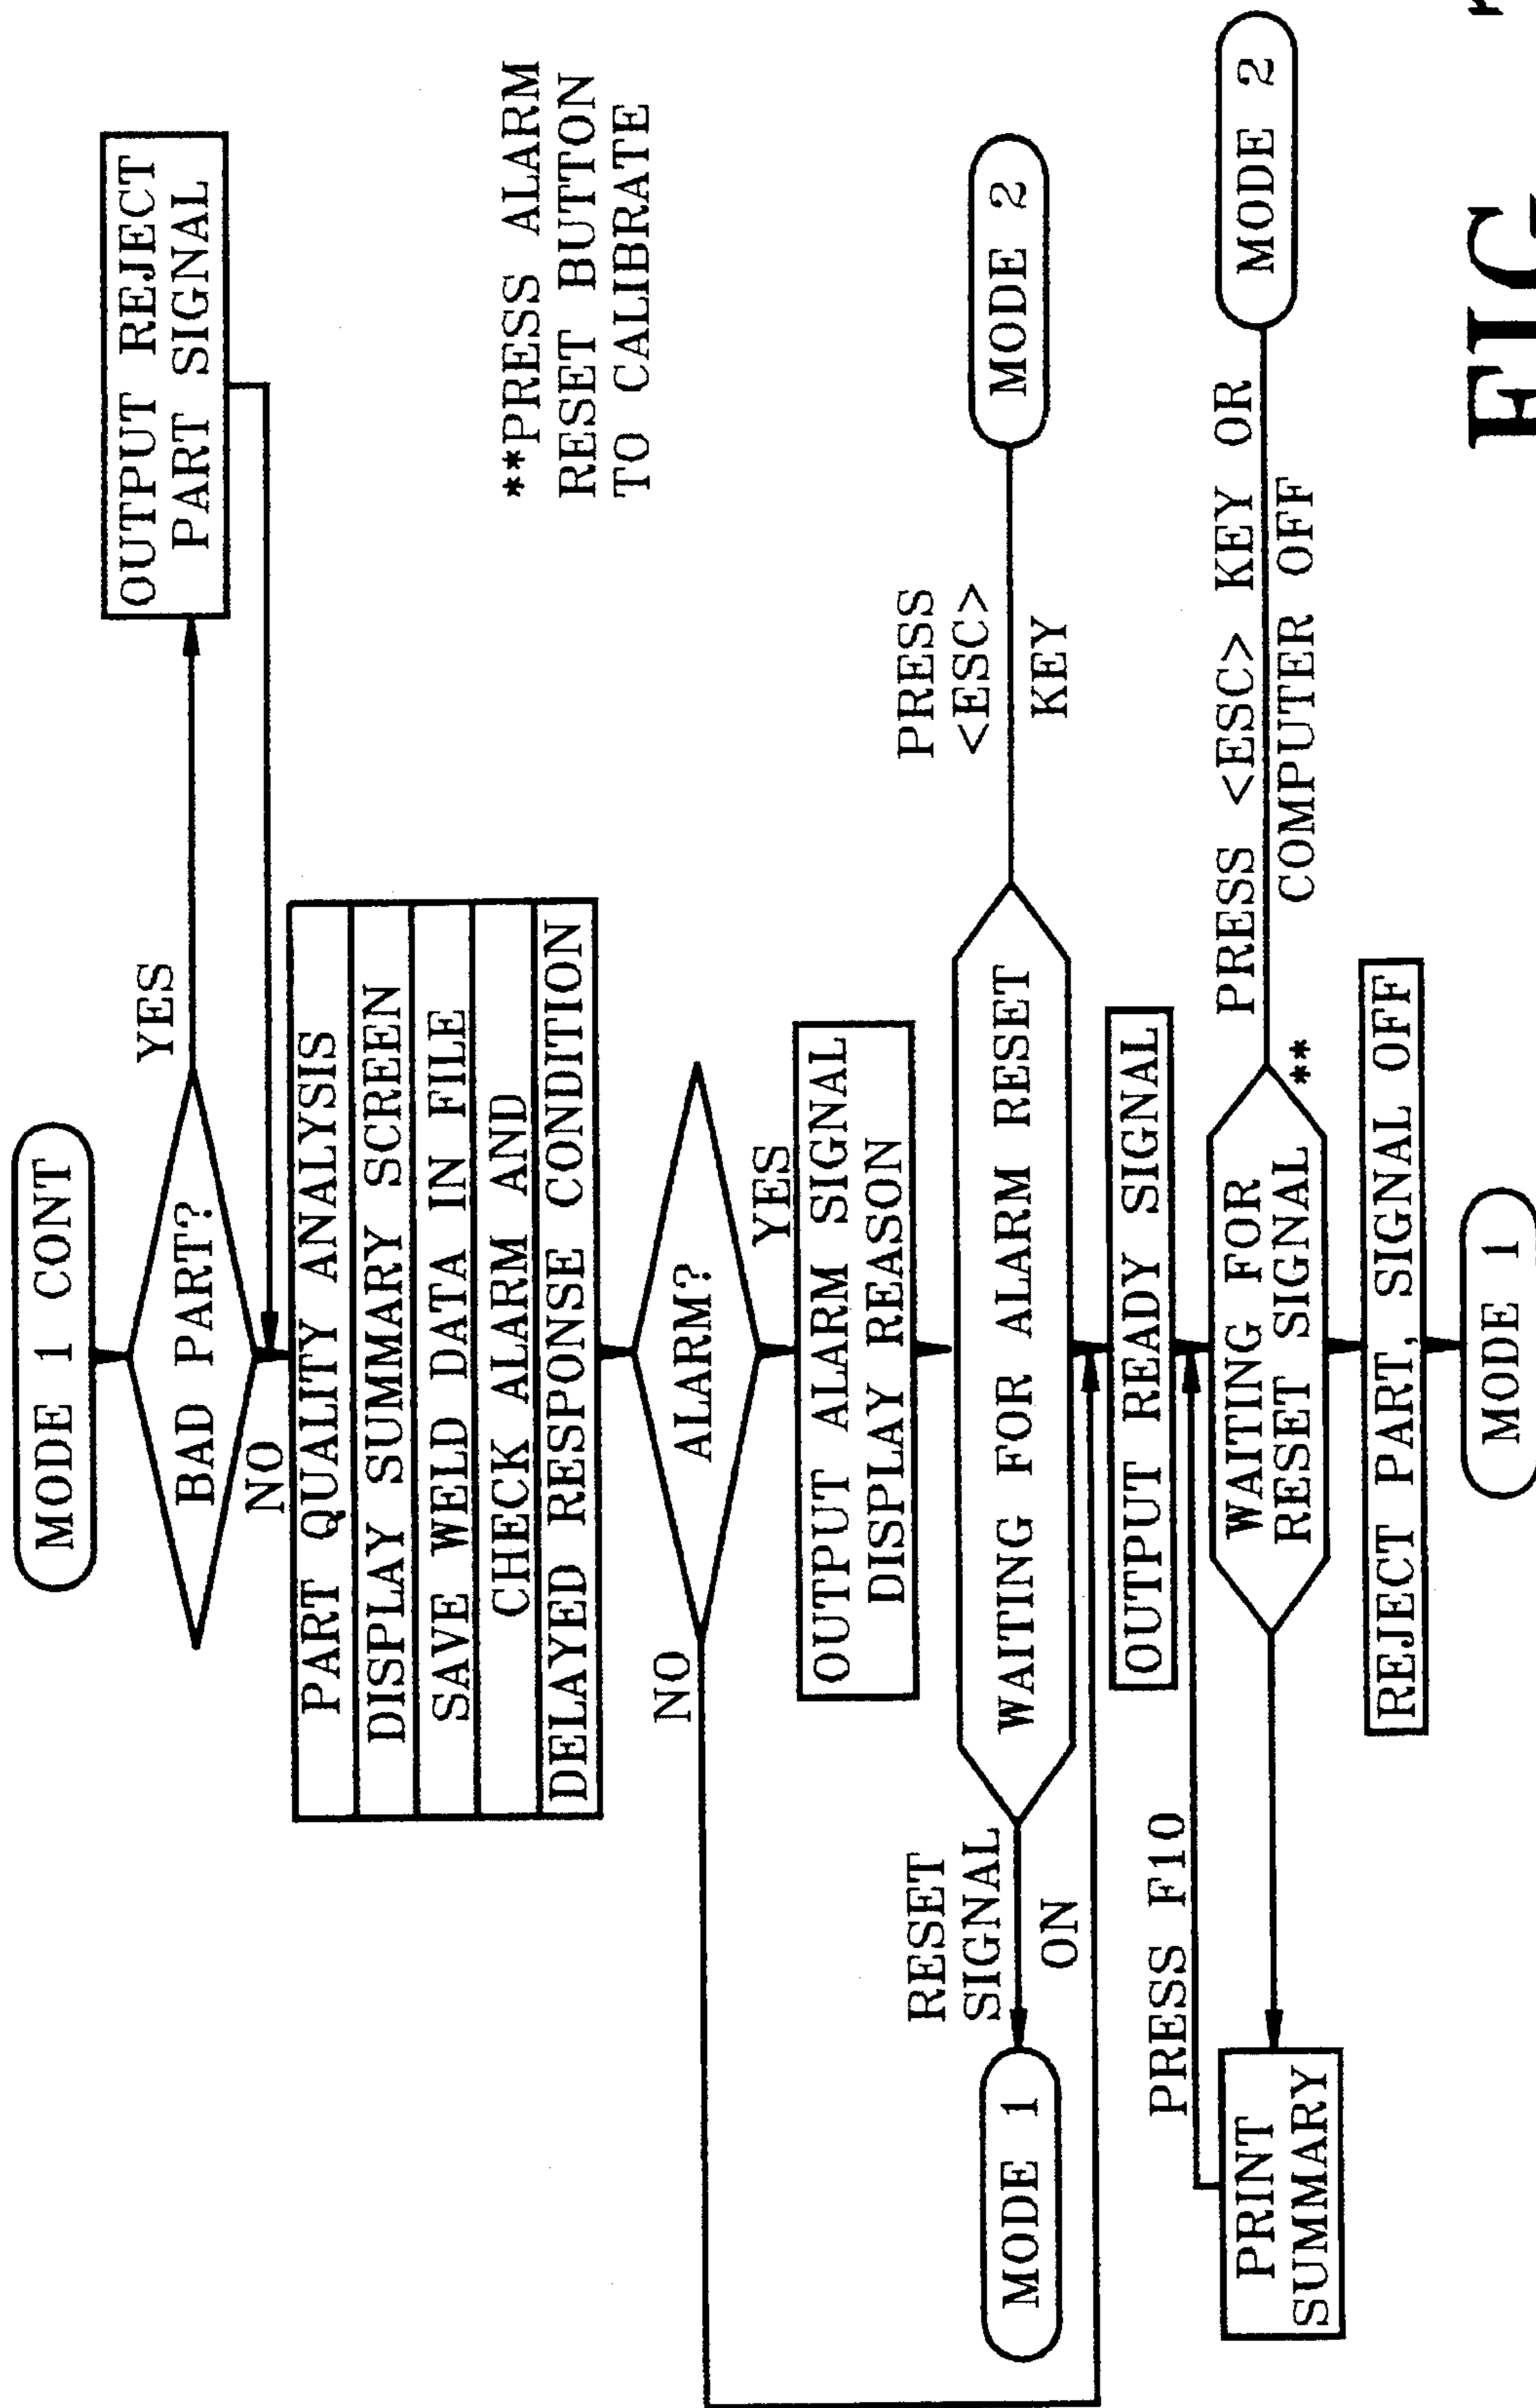 MODE 1 CONT
BAD PART?
YES
OUTPUT REJECT
PART SIGNAL
NO
PART QUALITY ANALYSIS
DISPLAY SUMMARY SCREEN
SAVE WELD DATA IN FILE
CHECK ALARM AND
DELAYED RESPONSE CONDITION
**PRESS ALARM
RESET BUTTON
TO CALIBRATE
ALARM?
NO
YES
OUTPUT ALARM SIGNAL
DISPLAY REASON
WAITING FOR ALARM RESET
RESET
SIGNAL
ON
MODE 1
PRESS
<ESC>
KEY
MODE 2
OUTPUT READY SIGNAL
PRESS F10
WAITING FOR
RESET SIGNAL
**
PRESS <ESC> KEY OR
COMPUTER OFF
MODE 2
PRINT
SUMMARY
REJECT PART, SIGNAL OFF
MODE 1
FIG